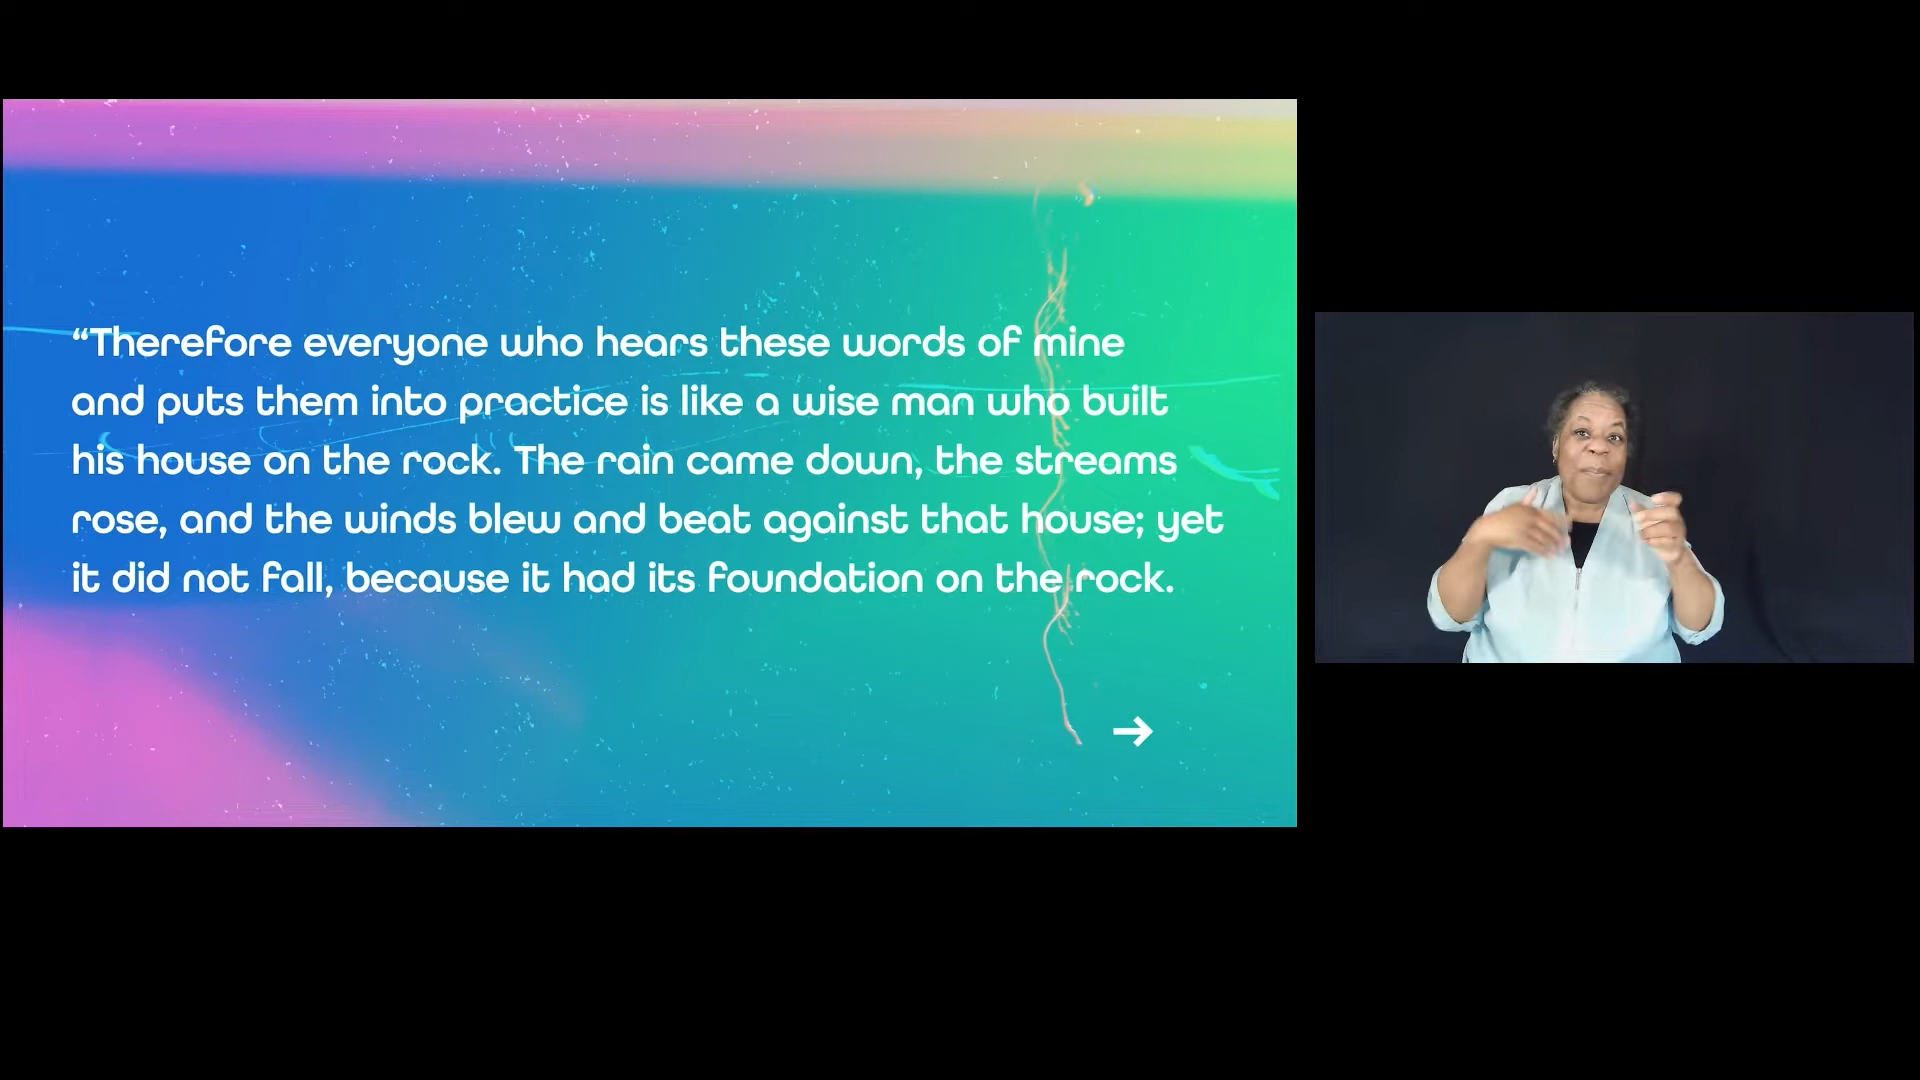 “Therefore everyone who hears these words of mine
and puts them into practice is like a wise man who built
his house on the rock. The rain came down, the streams
rose, and the winds blew and beat against that house; yet
it did not fall, because it had its foundation on the rock.